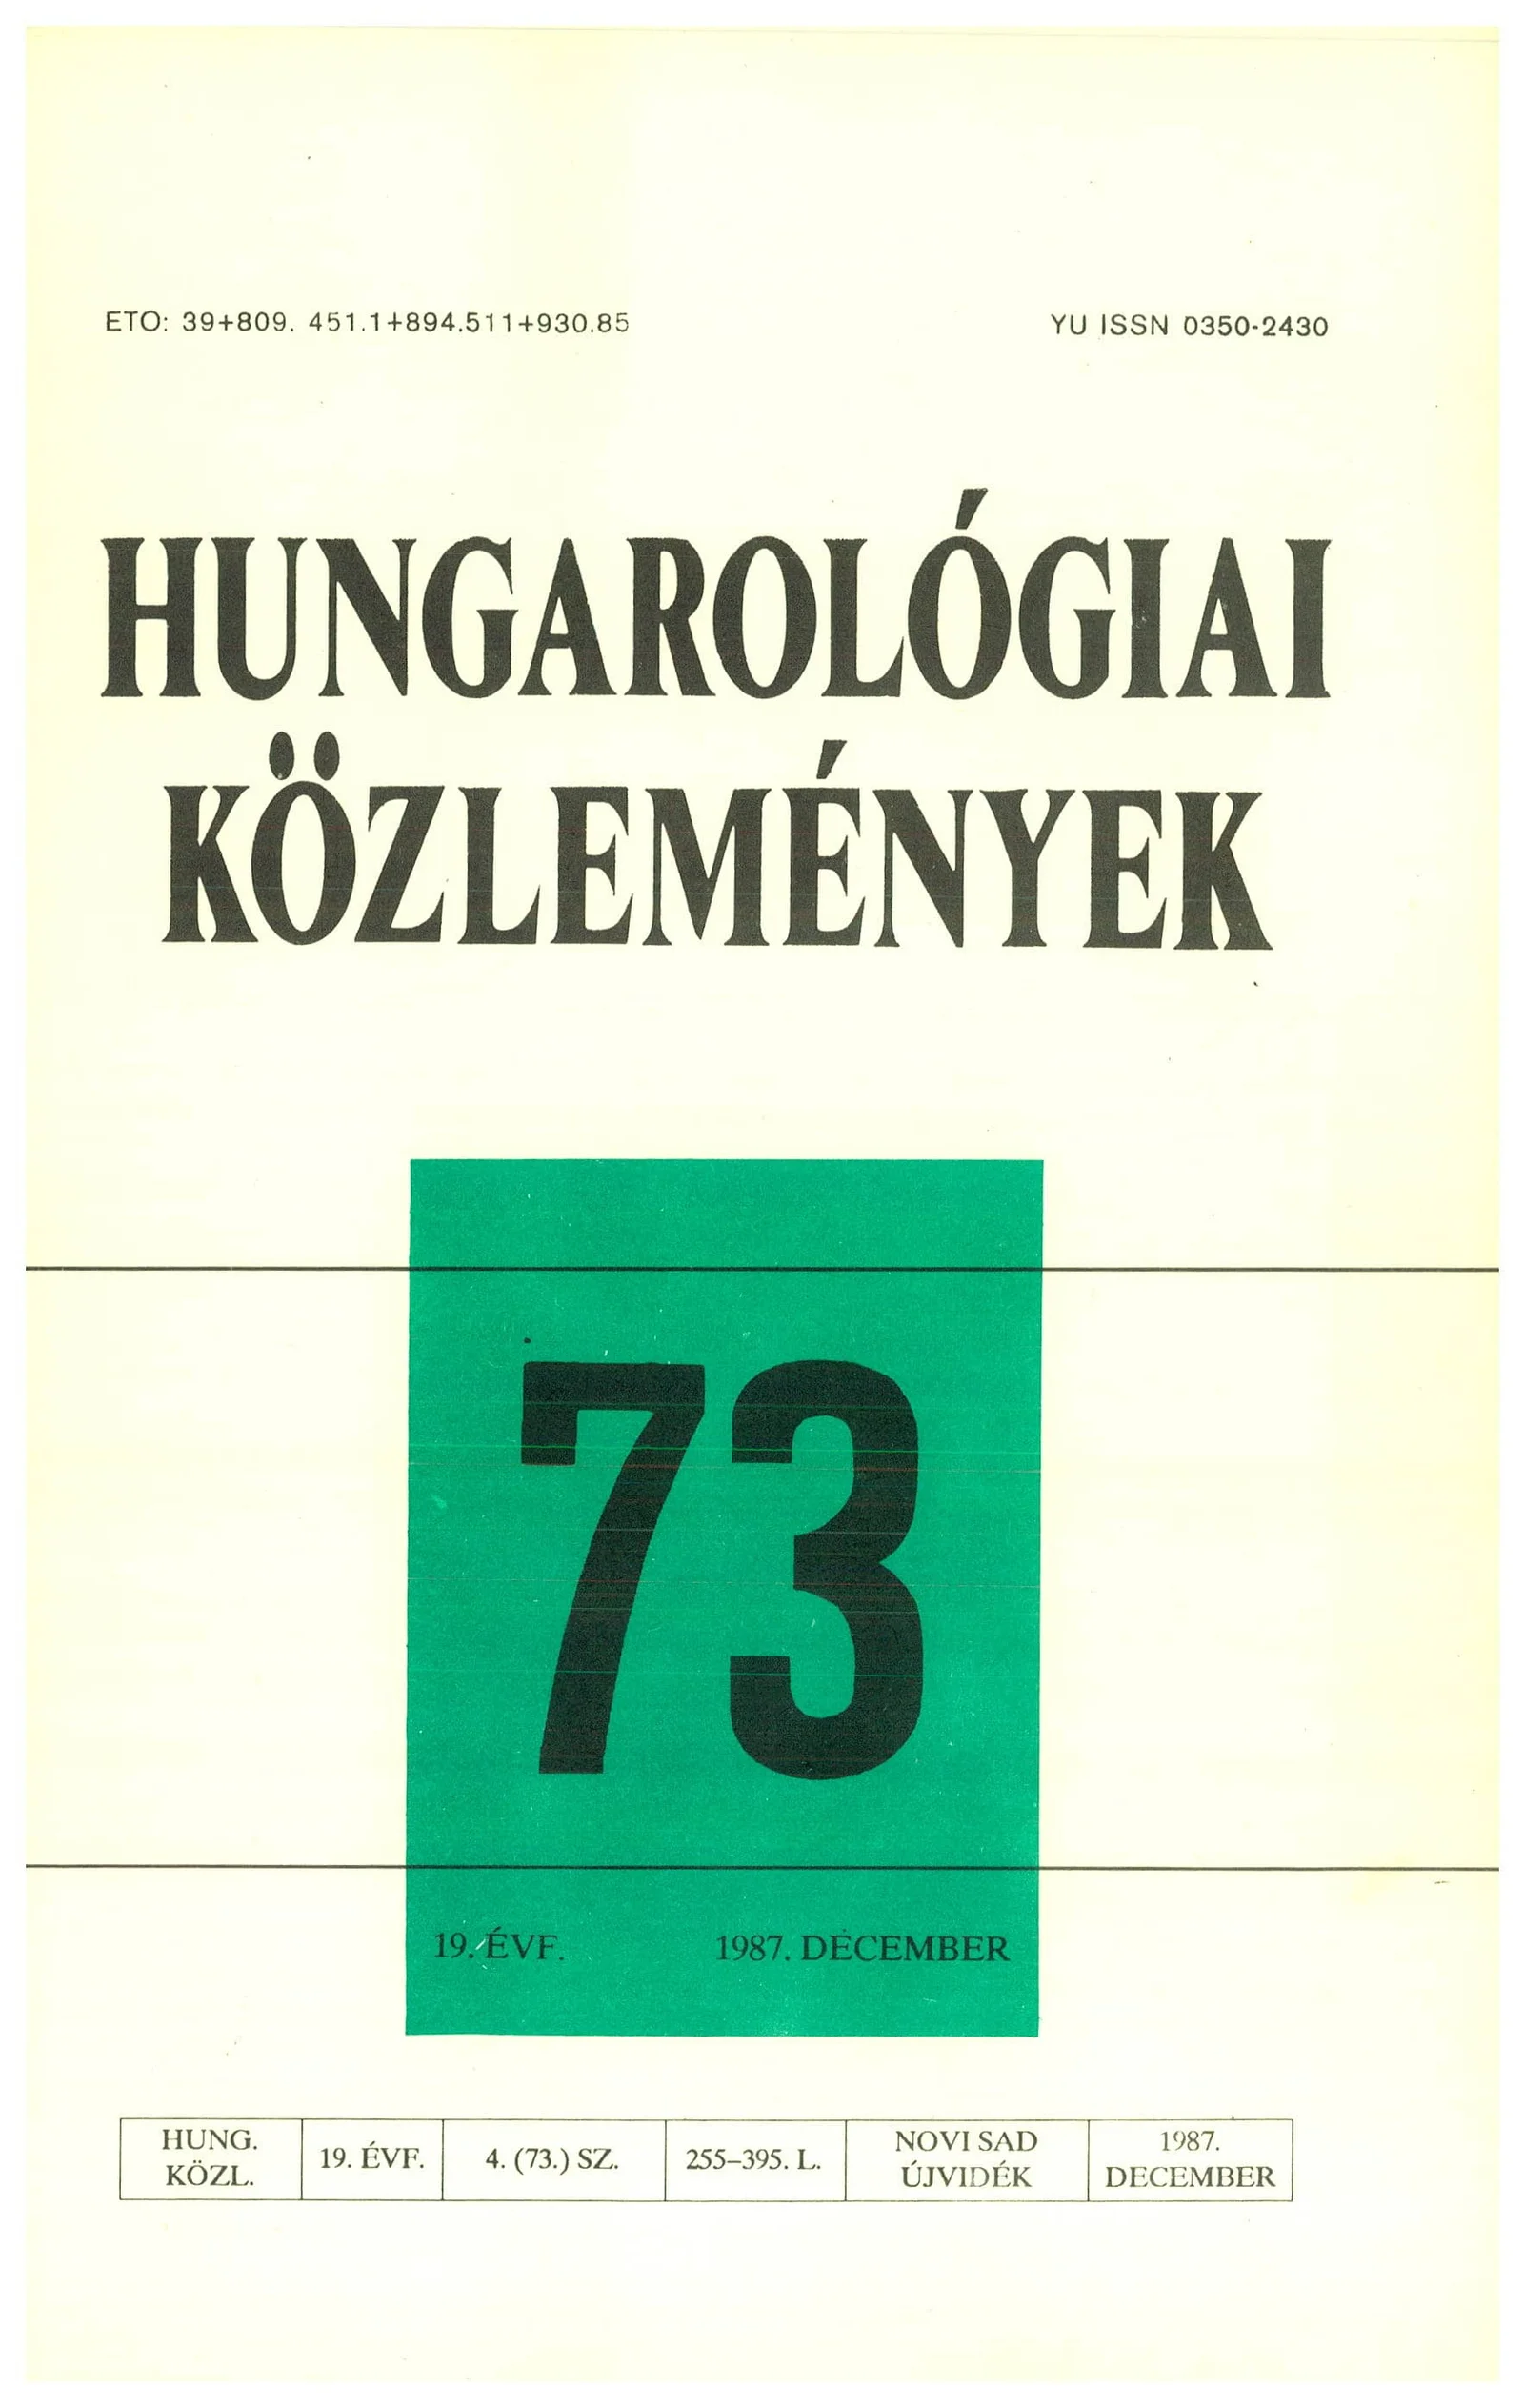 ETO: 39+809. 451.1+894.511+930.85
YU ISSN 0350-2430
HUNGAROLÓGIAI
KÖZLEMÉNYEK
73
19. ÉVF.
1987. DECEMBER
HUNG.
KÖZL.
19. ÉVF.
4. (73.) SZ.
255–395. L.
NOVI SAD
ÚJVIDÉK
1987.
DECEMBER